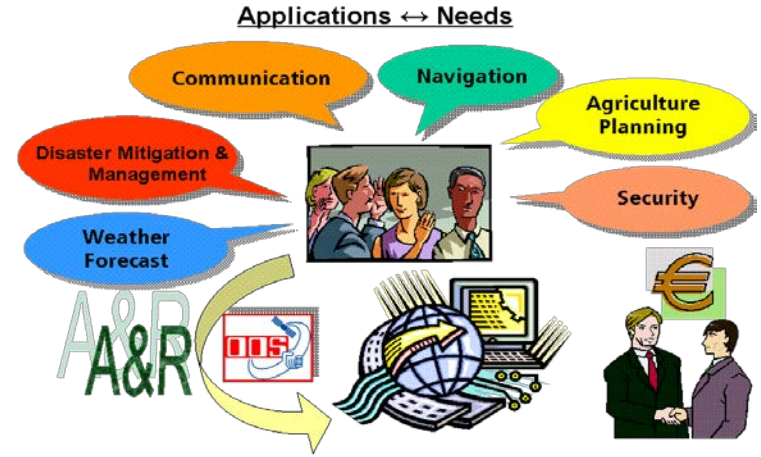 Applications ↔ Needs
Communication
Navigation
Agriculture
Planning
Disaster Mitigation &
Management
Security
Weather
Forecast
€
A&R
A&R
OOS